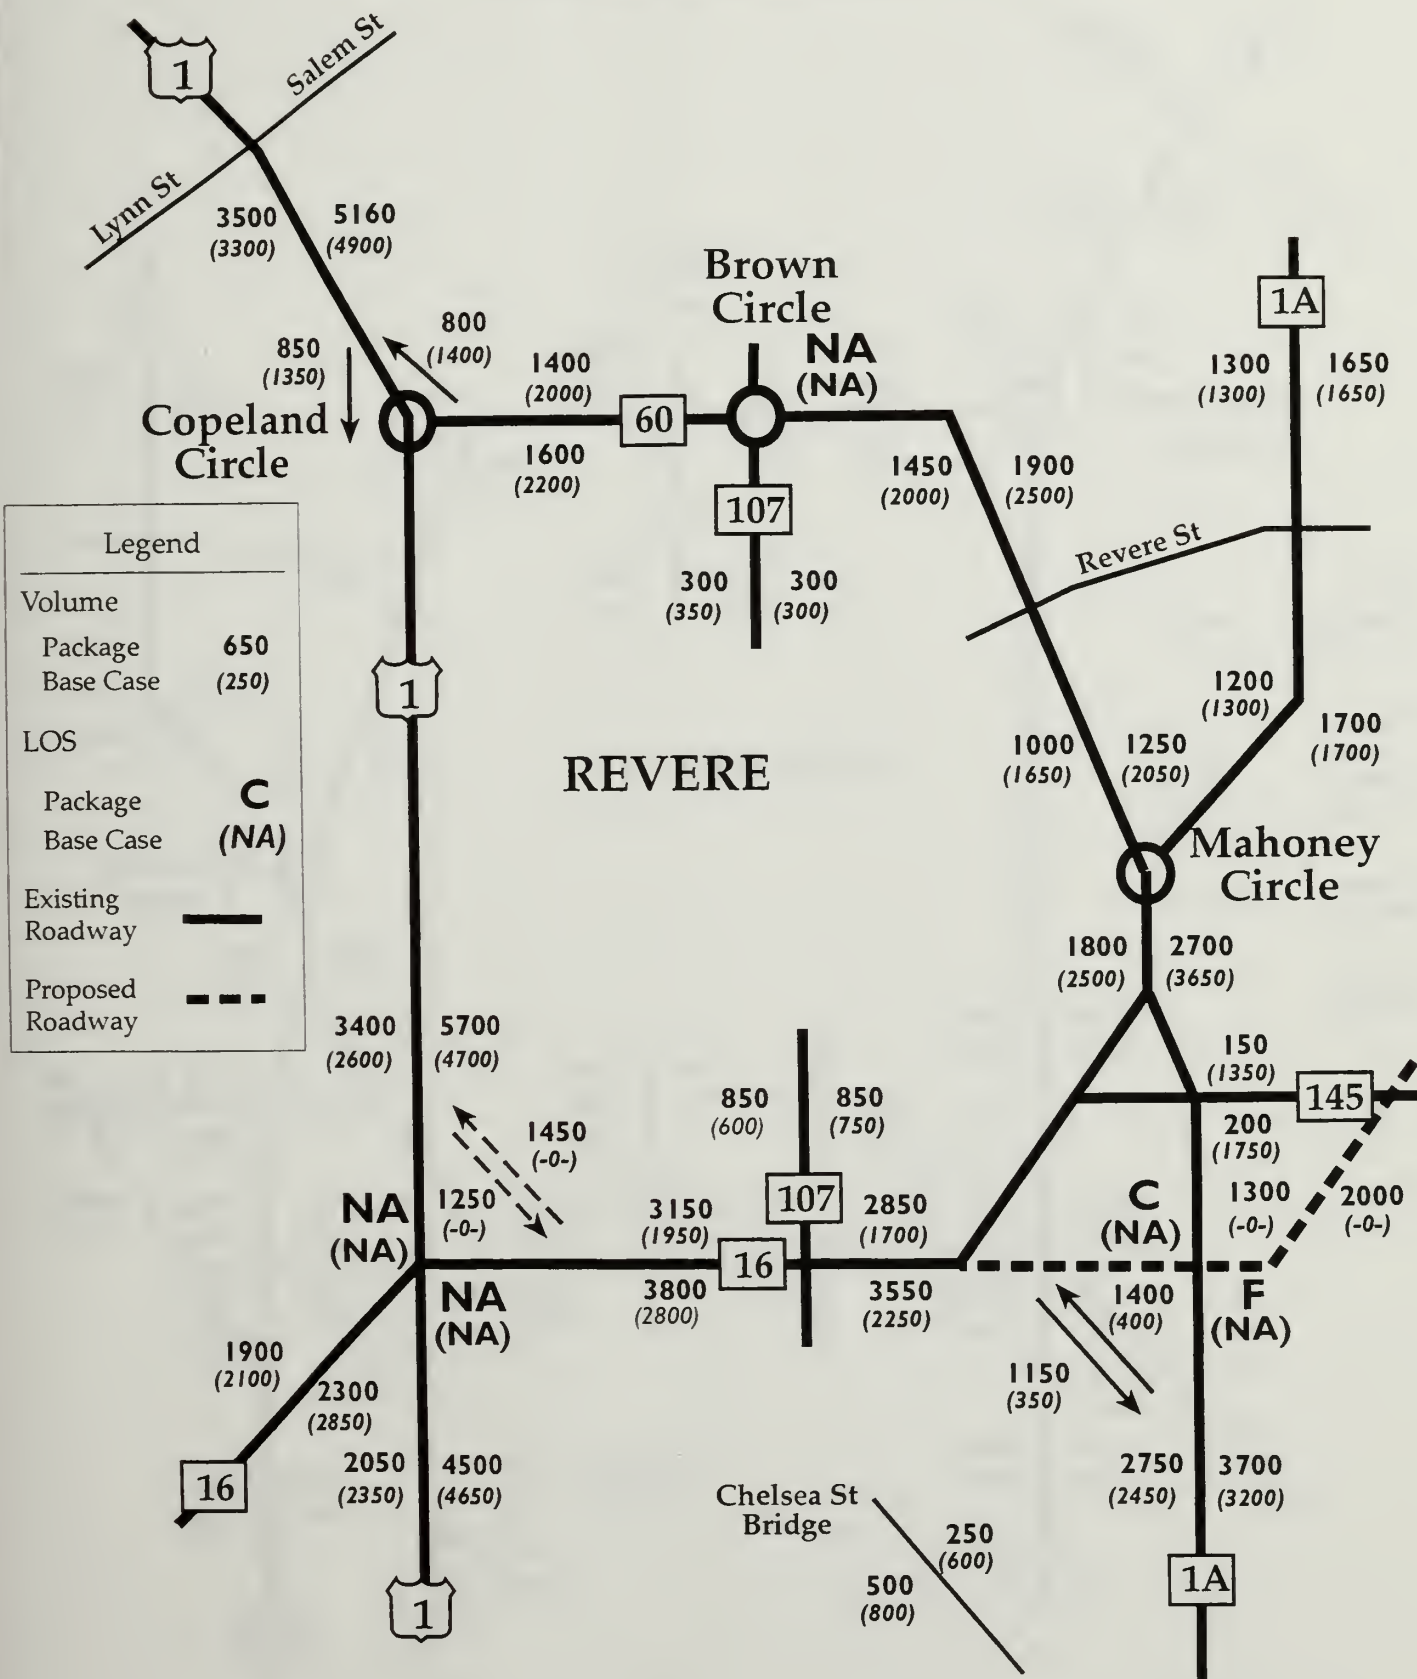 1
Salem St
Lynn St
3500
(3300)
5160
(4900)
850
(1350)
800
(1400)
Copeland
Circle
1400
(2000)
60
1600
(2200)
Brown
Circle
NA
(NA)
107
300
(350)
300
(300)
1450
(2000)
1900
(2500)
1A
1300
(1300)
1650
(1650)
Revere St
1200
(1300)
1700
(1700)
1000
(1650)
1250
(2050)
Mahoney
Circle
Legend
Volume
Package 650
Base Case (250)
LOS
Package C
Base Case (NA)
Existing
Roadway
Proposed
Roadway
1
REVERE
1800
(2500)
2700
(3650)
3400
(2600)
5700
(4700)
150
(1350)
145
200
(1750)
850
(600)
850
(750)
107
1450
(-0-)
1250
(-0-)
NA
(NA)
NA
(NA)
3150
(1950)
16
3800
(2800)
2850
(1700)
3550
(2250)
C
(NA)
1300
(-0-)
2000
(-0-)
F
(NA)
1400
(400)
1150
(350)
1900
(2100)
2300
(2850)
16
2050
(2350)
4500
(4650)
1
Chelsea St
Bridge
250
(600)
500
(800)
2750
(2450)
3700
(3200)
1A